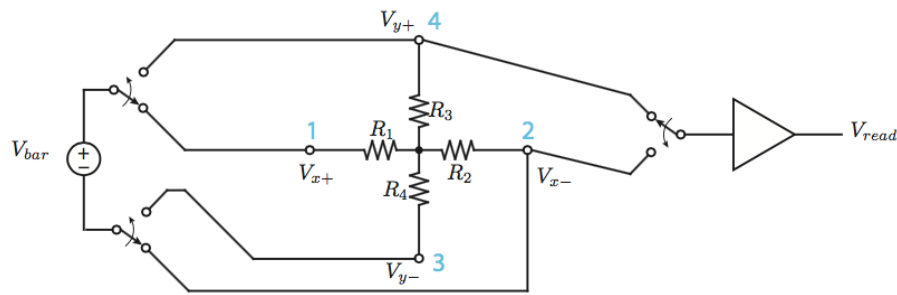 V_{y+} 4
R_3
1
R_1
2
V_{bar}
+
−
V_{x+}
R_2
V_{x−}
V_{read}
R_4
V_{y−} 3